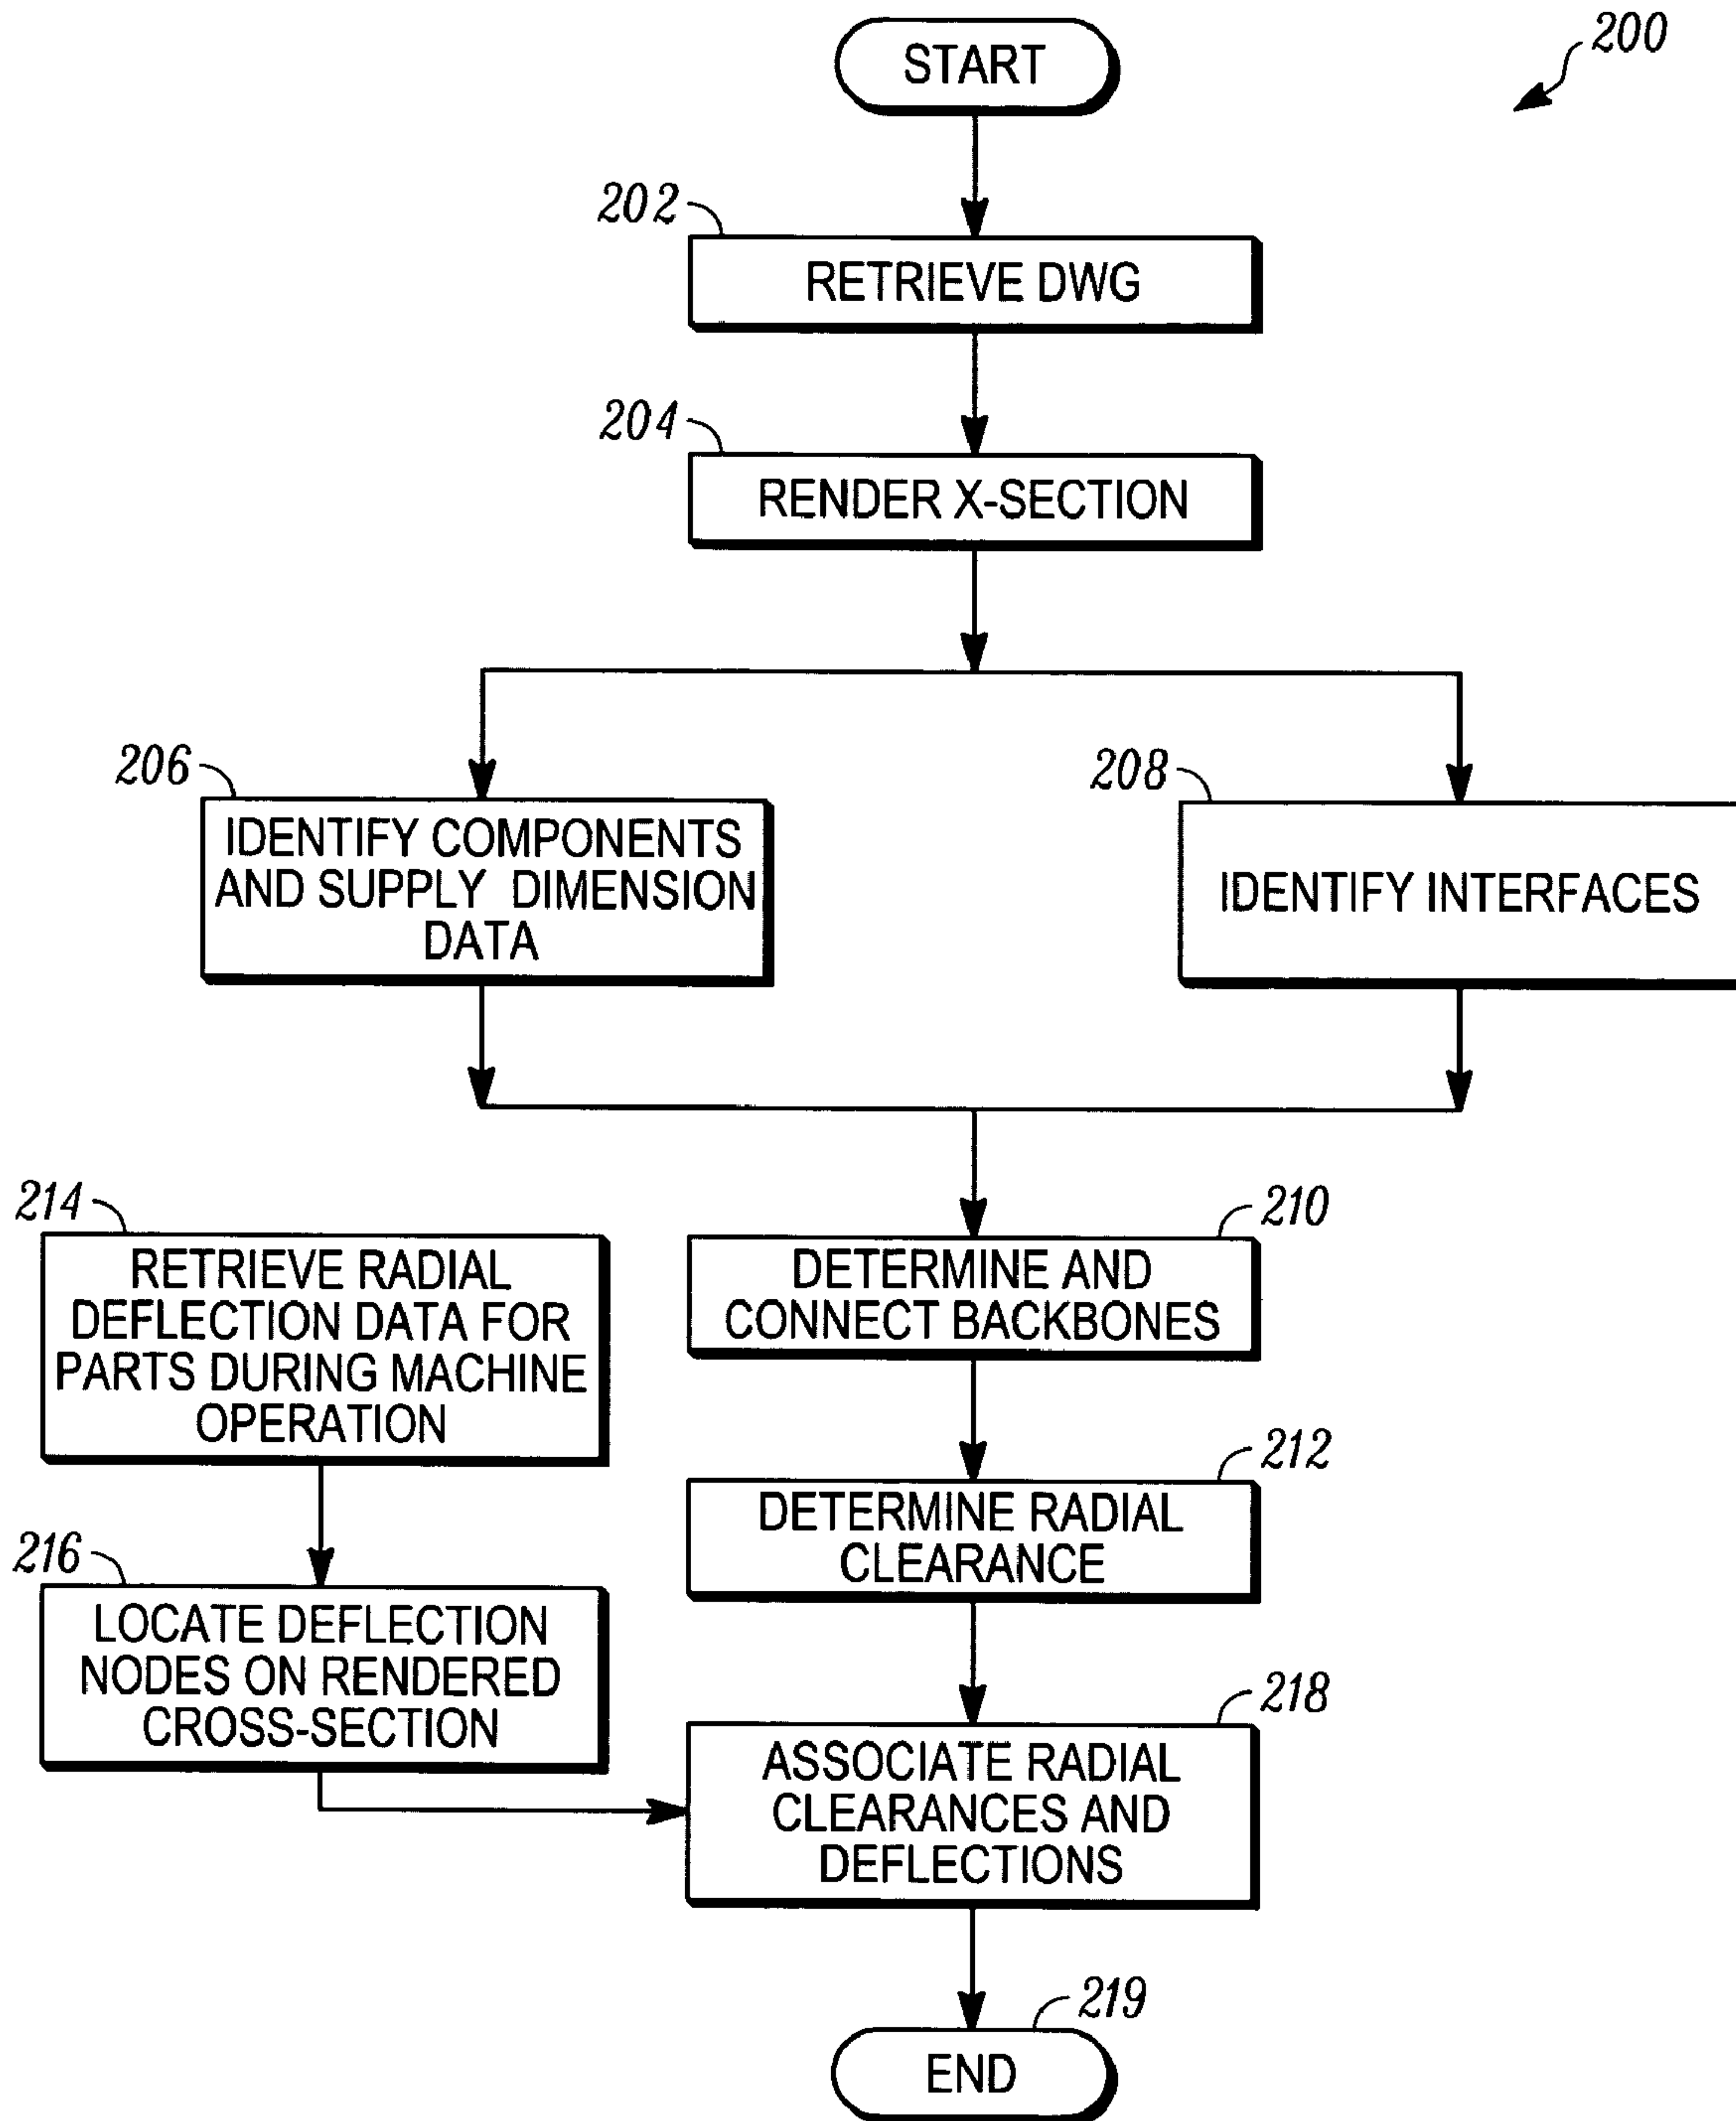 START
200
202
RETRIEVE DWG
204
RENDER X-SECTION
206
IDENTIFY COMPONENTS
AND SUPPLY DIMENSION
DATA
208
IDENTIFY INTERFACES
214
RETRIEVE RADIAL
DEFLECTION DATA FOR
PARTS DURING MACHINE
OPERATION
210
DETERMINE AND
CONNECT BACKBONES
212
DETERMINE RADIAL
CLEARANCE
216
LOCATE DEFLECTION
NODES ON RENDERED
CROSS-SECTION
218
ASSOCIATE RADIAL
CLEARANCES AND
DEFLECTIONS
219
END